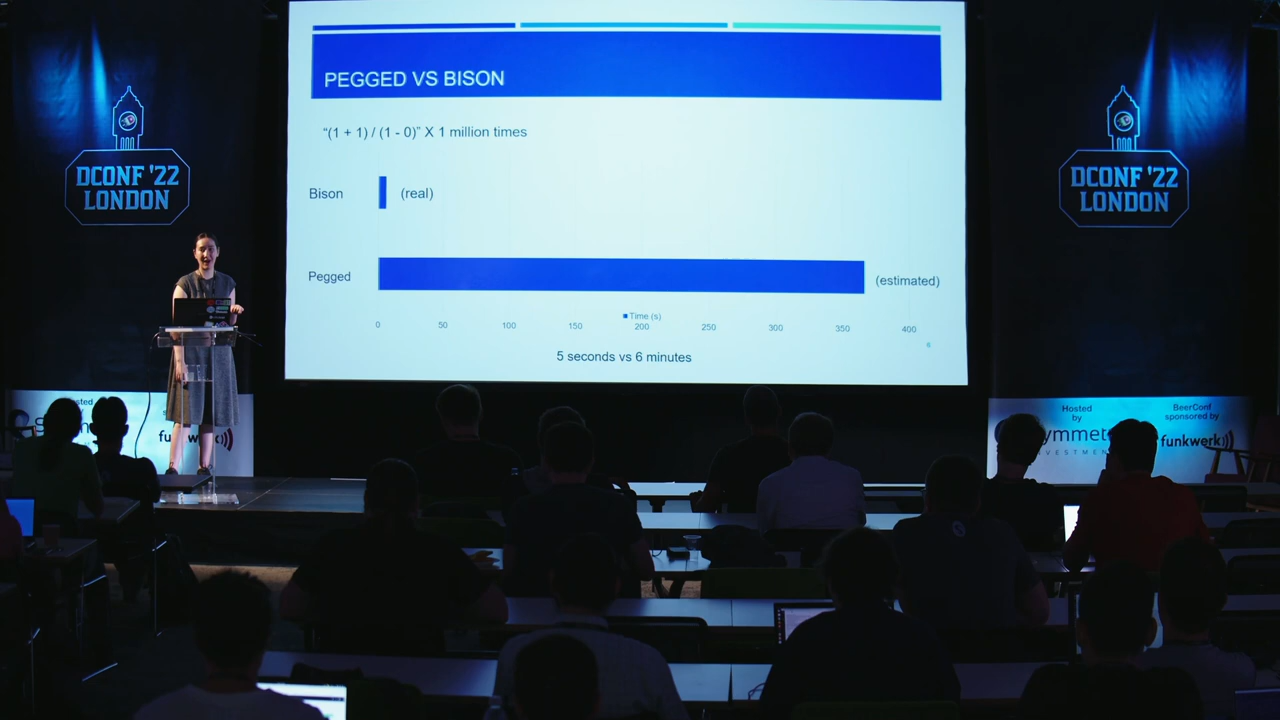 PEGGED VS BISON
“(1 + 1) / (1 - 0)” X 1 million times
Bison
(real)
Pegged
(estimated)
Time (s)
0 50 100 150 200 250 300 350 400
6
5 seconds vs 6 minutes
DCONF '22
LONDON
DCONF '22
LONDON
funkwerk
Hosted
by
BeerConf
sponsored by
funkwerk